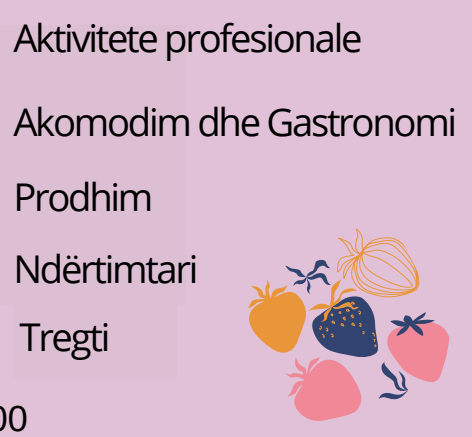 Aktivitete profesionale
Akomodim dhe Gastronomi
Prodhim
Ndërtimtari
Tregti
00